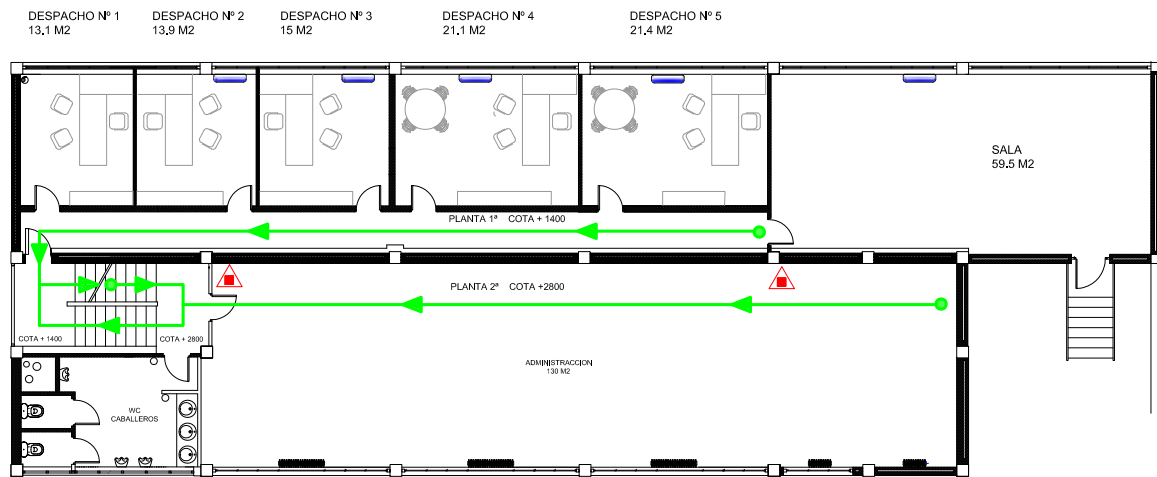 DESPACHO Nº 1
13.1 M2
DESPACHO Nº 2
13,9 M2
DESPACHO Nº 3
15 M2
DESPACHO Nº 4
21.1 M2
DESPACHO Nº 5
21.4 M2
SALA
59.5 M2
PLANTA 1ª COTA + 1400
PLANTA 2ª COTA +2800
COTA + 1400
COTA + 2800
ADMINISTRACCION
130 M2
WC
CABALLEROS